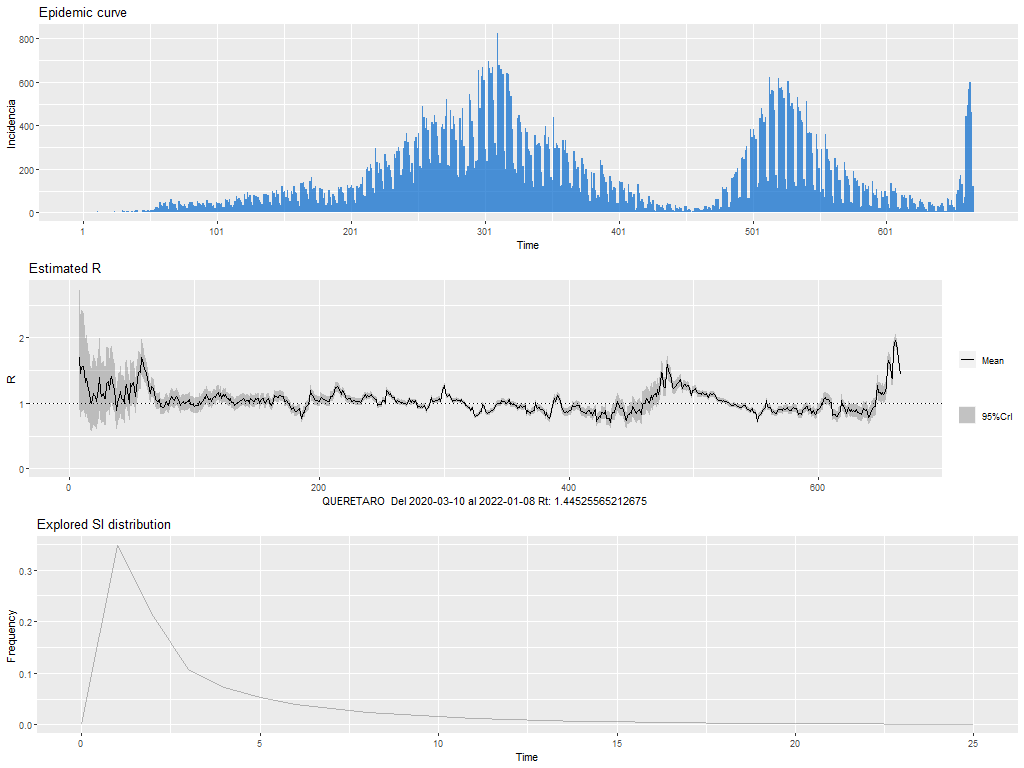 Epidemic curve
Incidencia
800
600
400
200
0
1
101
201
301
401
501
601
Time
Estimated R
R
2
1
0
0
200
400
600
QUERETARO Del 2020-03-10 al 2022-01-08 Rt: 1.44525565212675
Mean
95%CrI
Explored SI distribution
Frequency
0.3
0.2
0.1
0.0
0
5
10
15
20
25
Time